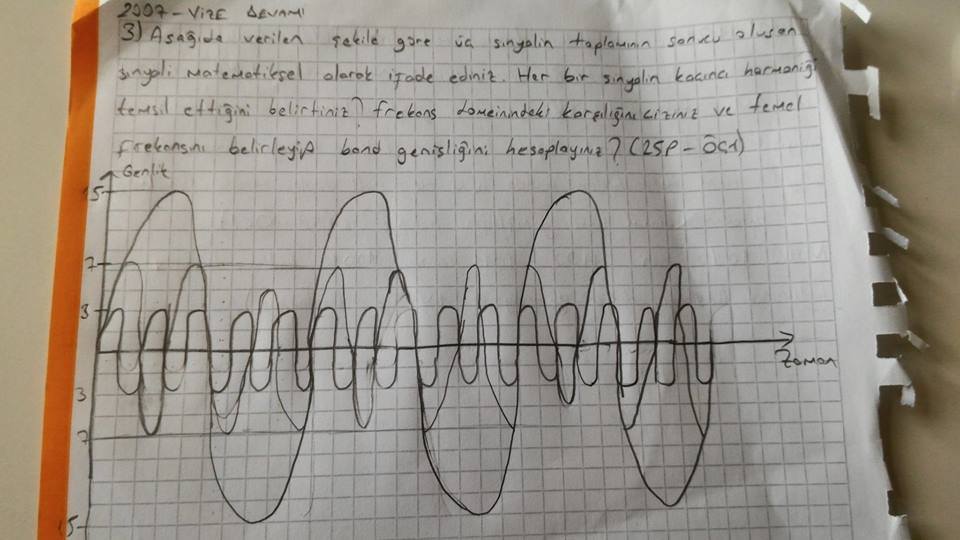 2007-VİZE DEVAMI
3) Aşağıda verilen şekile göre üç sinyalin toplamının sonucu oluşan
sinyali matematiksel olarak ifade ediniz. Her bir sinyalin kaçıncı harmoniği
temsil ettiğini belirtiniz? frekans domeinindeki karşılığını çiziniz ve temel
frekansını belirleyip band genişliğini hesaplayınız? (25P-ÖÇ1)
Genlik
15
7
3
Zaman
3
7
15